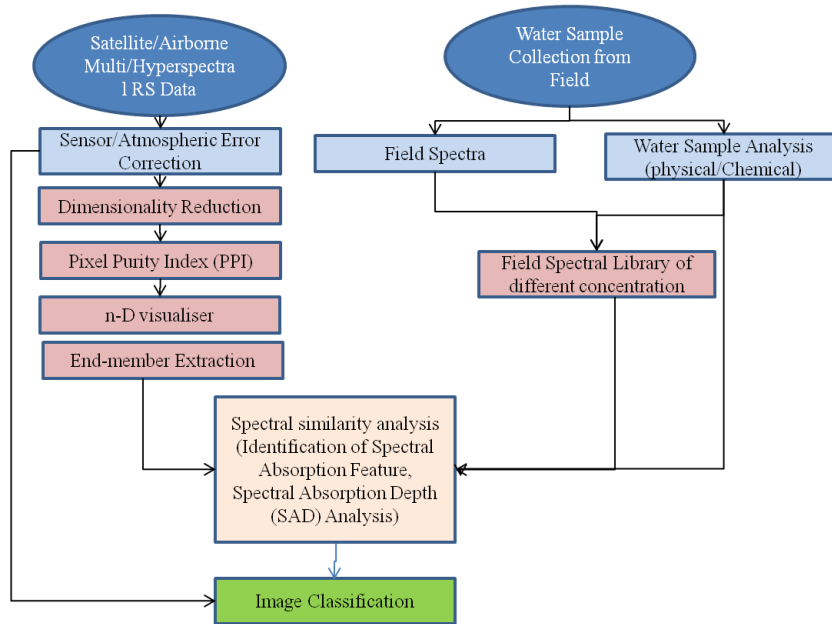 Satellite/Airborne
Multi/Hyperspectra
l RS Data
Water Sample
Collection from
Field
Sensor/Atmospheric Error
Correction
Field Spectra
Water Sample Analysis
(physical/Chemical)
Dimensionality Reduction
Pixel Purity Index (PPI)
Field Spectral Library of
different concentration
n-D visualiser
End-member Extraction
Spectral similarity analysis
(Identification of Spectral
Absorption Feature,
Spectral Absorption Depth
(SAD) Analysis)
Image Classification